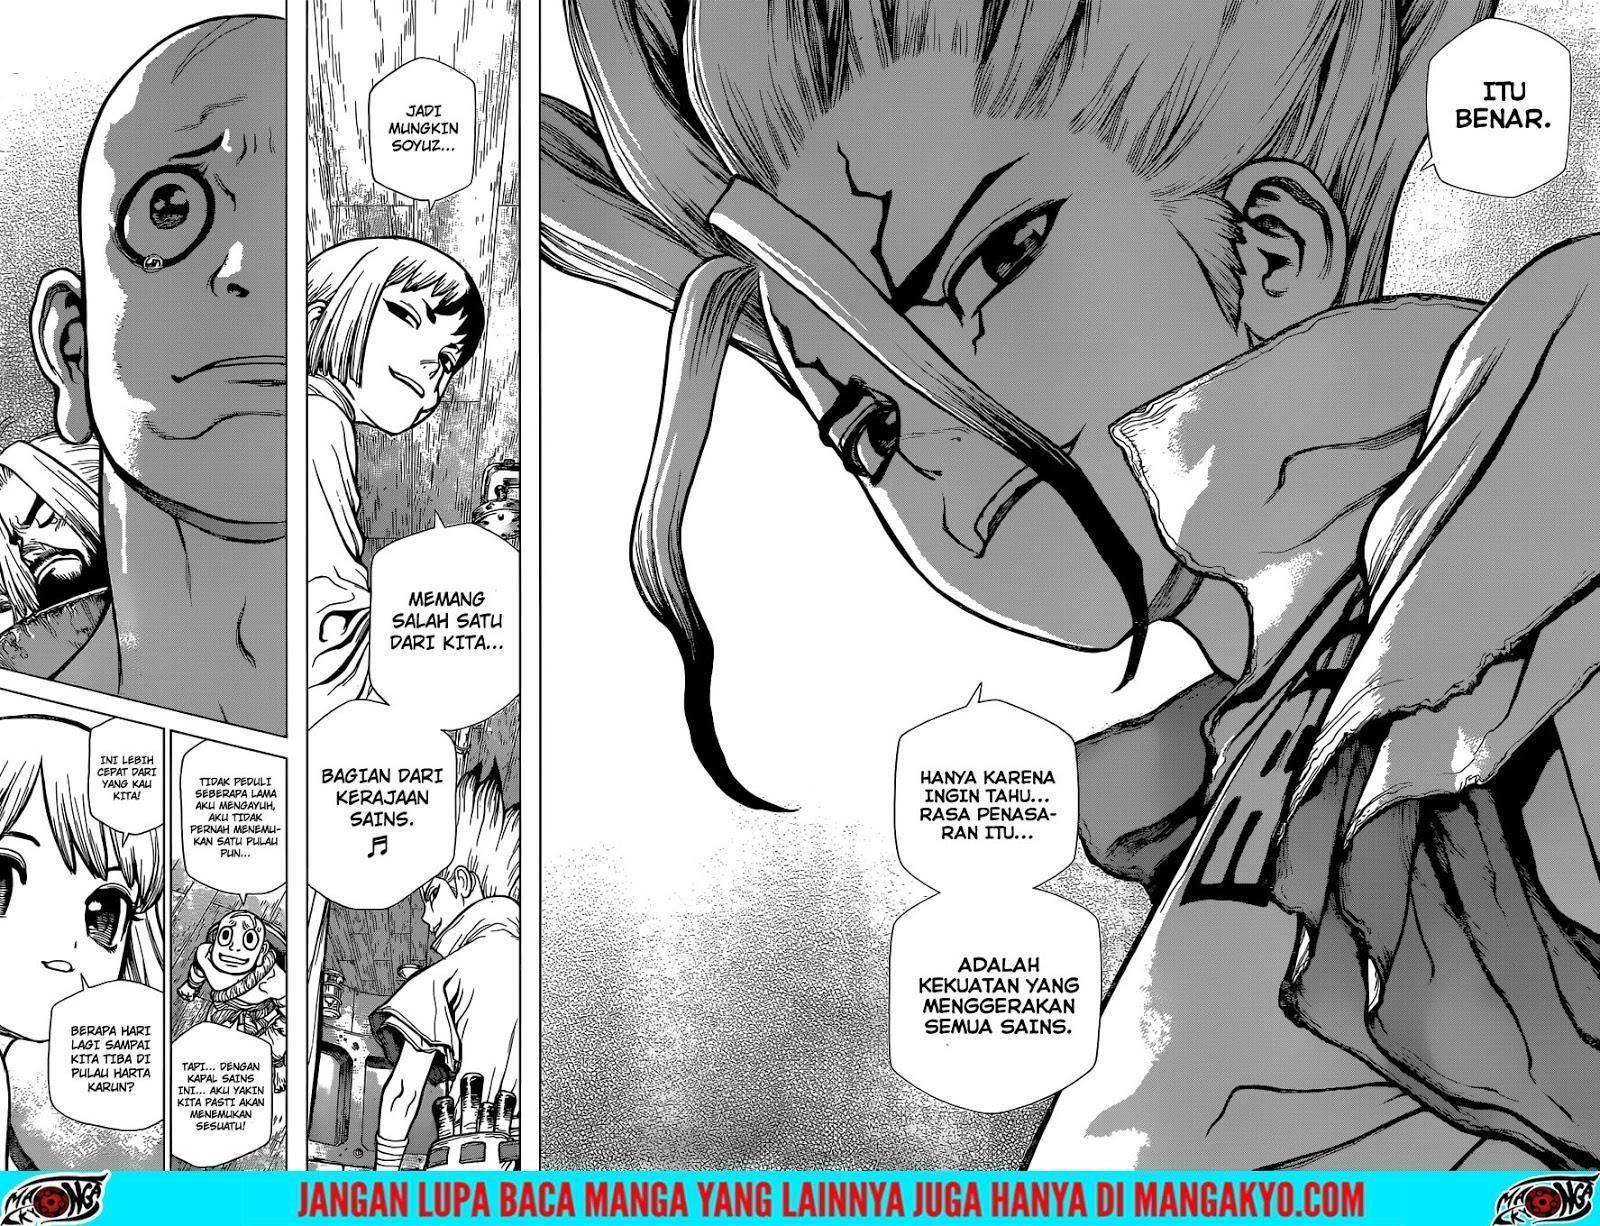 ITU
BENAR.
HANYA KARENA
INGIN TAHU...
RASA PENASA-
RAN ITU...
ADALAH
KEKUATAN YANG
MENGGERAKAN
SEMUA SAINS.
JADI
MUNGKIN
SOYUZ...
MEMANG
SALAH SATU
DARI KITA...
BAGIAN DARI
KERAJAAN
SAINS.
♬
TIDAK PEDULI
SEBERAPA LAMA
AKU MENGAYUH,
AKU TIDAK
PERNAH MENEMU-
KAN SATU PULAU
PUN...
TAPI... DENGAN
KAPAL SAINS
INI... AKU YAKIN
KITA PASTI AKAN
MENEMUKAN
SESUATU!
INI LEBIH
CEPAT DARI
YANG KAU
KITA!
BERAPA HARI
LAGI SAMPAI
KITA TIBA DI
PULAU HARTA
KARUN?
JANGAN LUPA BACA MANGA YANG LAINNYA JUGA HANYA DI MANGAKYO.COM